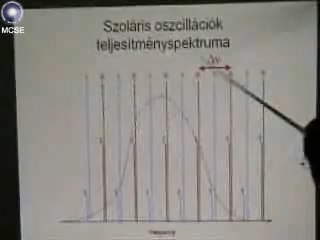 MCSE
Szoláris oszcillációk
teljesítményspektruma
Δν